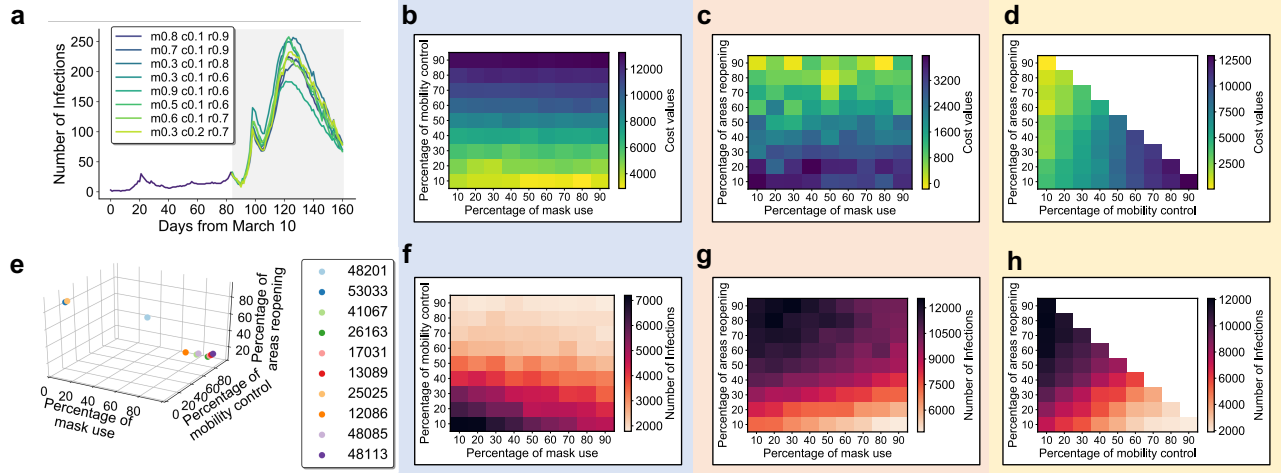 a
Number of Infections
250
200
150
100
50
0
m0.8 c0.1 r0.9
m0.7 c0.1 r0.9
m0.3 c0.1 r0.8
m0.3 c0.1 r0.6
m0.9 c0.1 r0.6
m0.5 c0.1 r0.6
m0.6 c0.1 r0.7
m0.3 c0.2 r0.7
0 20 40 60 80 100 120 140 160
Days from March 10
b
Percentage of mobility control
90
80
70
60
50
40
30
20
10
10 20 30 40 50 60 70 80 90
Percentage of mask use
12000
10000
8000
6000
4000
Cost values
c
Percentage of areas reopening
90
80
70
60
50
40
30
20
10
10 20 30 40 50 60 70 80 90
Percentage of mask use
3200
2400
1600
800
0
Cost values
d
Percentage of areas reopening
90
80
70
60
50
40
30
20
10
10 20 30 40 50 60 70 80 90
Percentage of mobility control
12500
10000
7500
5000
2500
Cost values
e
0 20 40 60 80
Percentage of
mask use
0 20 40 60 80
Percentage of
mobility control
80
60
40
20
Percentage of
areas reopening
48201
53033
41067
26163
17031
13089
25025
12086
48085
48113
f
Percentage of mobility control
90
80
70
60
50
40
30
20
10
10 20 30 40 50 60 70 80 90
Percentage of mask use
7000
6000
5000
4000
3000
2000
Number of Infections
g
Percentage of areas reopening
90
80
70
60
50
40
30
20
10
10 20 30 40 50 60 70 80 90
Percentage of mask use
12000
10500
9000
7500
6000
Number of Infections
h
Percentage of areas reopening
90
80
70
60
50
40
30
20
10
10 20 30 40 50 60 70 80 90
Percentage of mobility control
12000
10000
8000
6000
4000
2000
Number of Infections